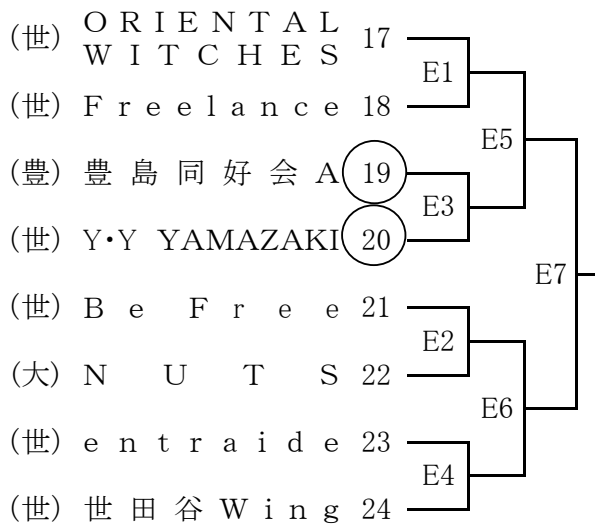 (世) ORIENTAL WITCHES 17
E1
(世) Freelance 18
E5
(豊) 豊島同好会A 19
E3
(世) Y・Y YAMAZAKI 20
E7
(世) Be Free 21
E2
(大) NUTS 22
E6
(世) entraide 23
E4
(世) 世田谷Wing 24